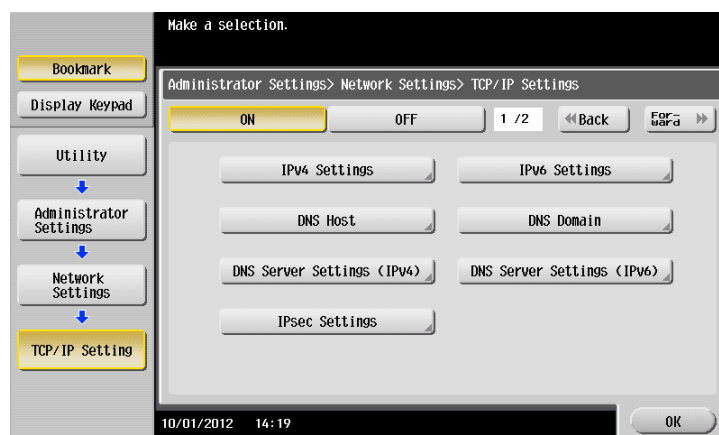 Make a selection.
Bookmark
Display Keypad
Utility
Administrator
Settings
Network
Settings
TCP/IP Setting
Administrator Settings> Network Settings> TCP/IP Settings
ON
OFF
1 /2
Back
For-
ward
IPv4 Settings
IPv6 Settings
DNS Host
DNS Domain
DNS Server Settings (IPv4)
DNS Server Settings (IPv6)
IPsec Settings
10/01/2012 14:19
OK